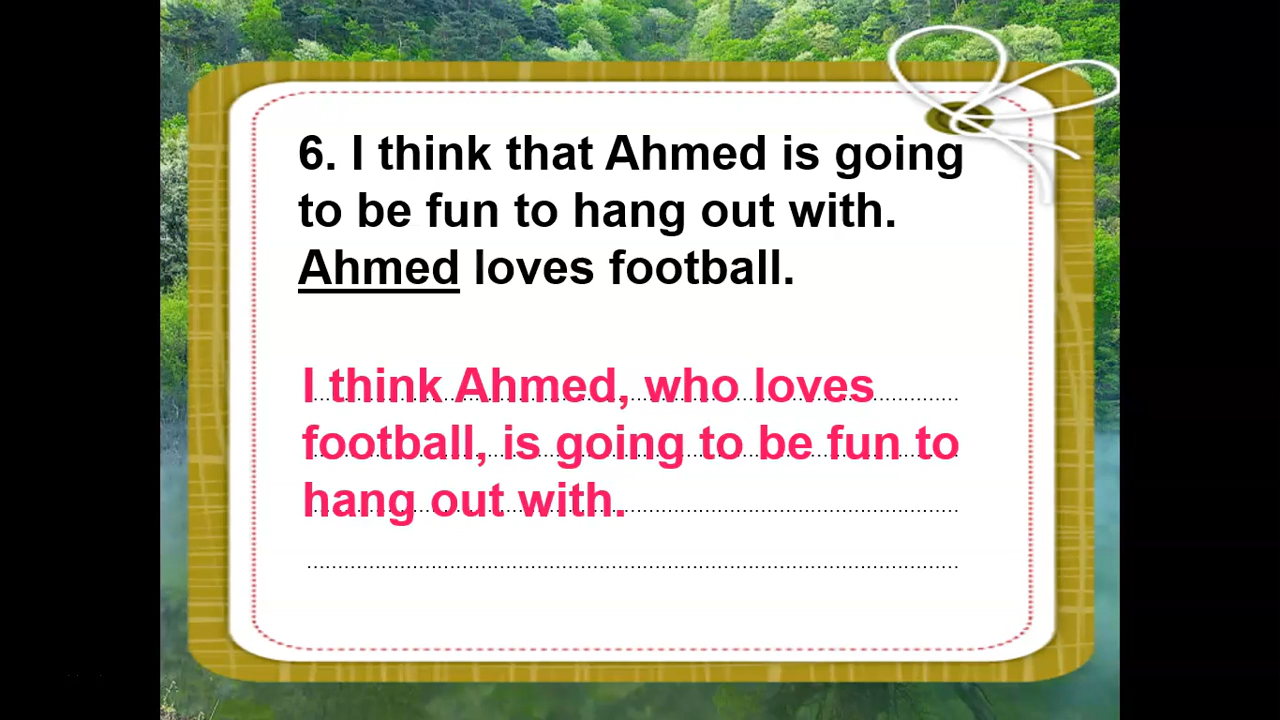 6. I think that Ahmed is going
to be fun to hang out with.
Ahmed loves football.
I think Ahmed, who loves
football, is going to be fun to
hang out with.